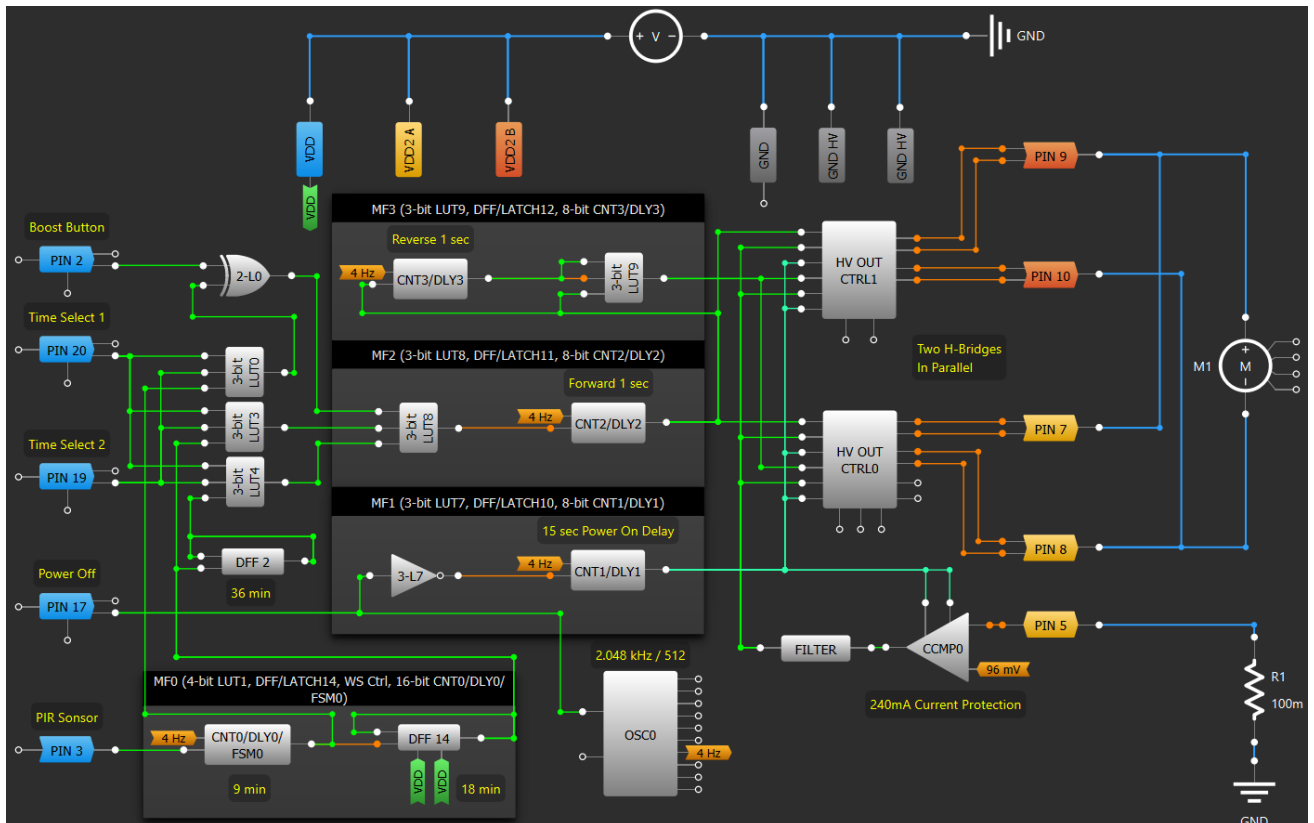 + V −
GND
VDD
VDD2 A
VDD2 B
GND
GND HV
GND HV
VDD
PIN 9
MF3 (3-bit LUT9, DFF/LATCH12, 8-bit CNT3/DLY3)
Boost Button
PIN 2
2-L0
Reverse 1 sec
4 Hz
CNT3/DLY3
3-bit
LUT9
HV OUT
CTRL1
PIN 10
Time Select 1
PIN 20
3-bit
LUT0
MF2 (3-bit LUT8, DFF/LATCH11, 8-bit CNT2/DLY2)
Two H-Bridges
In Parallel
M1
+
M
−
Forward 1 sec
3-bit
LUT3
3-bit
LUT8
4 Hz
CNT2/DLY2
HV OUT
CTRL0
PIN 7
Time Select 2
PIN 19
3-bit
LUT4
MF1 (3-bit LUT7, DFF/LATCH10, 8-bit CNT1/DLY1)
15 sec Power On Delay
DFF 2
36 min
3-L7
4 Hz
CNT1/DLY1
PIN 8
Power Off
PIN 17
PIN 5
FILTER
CCMP0
96 mV
2.048 kHz / 512
240mA Current Protection
R1
100m
MF0 (4-bit LUT1, DFF/LATCH14, WS Ctrl, 16-bit CNT0/DLY0/
FSM0)
PIR Sensor
PIN 3
4 Hz
CNT0/DLY0/
FSM0
DFF 14
OSC0
4 Hz
9 min
VDD
VDD
18 min
GND